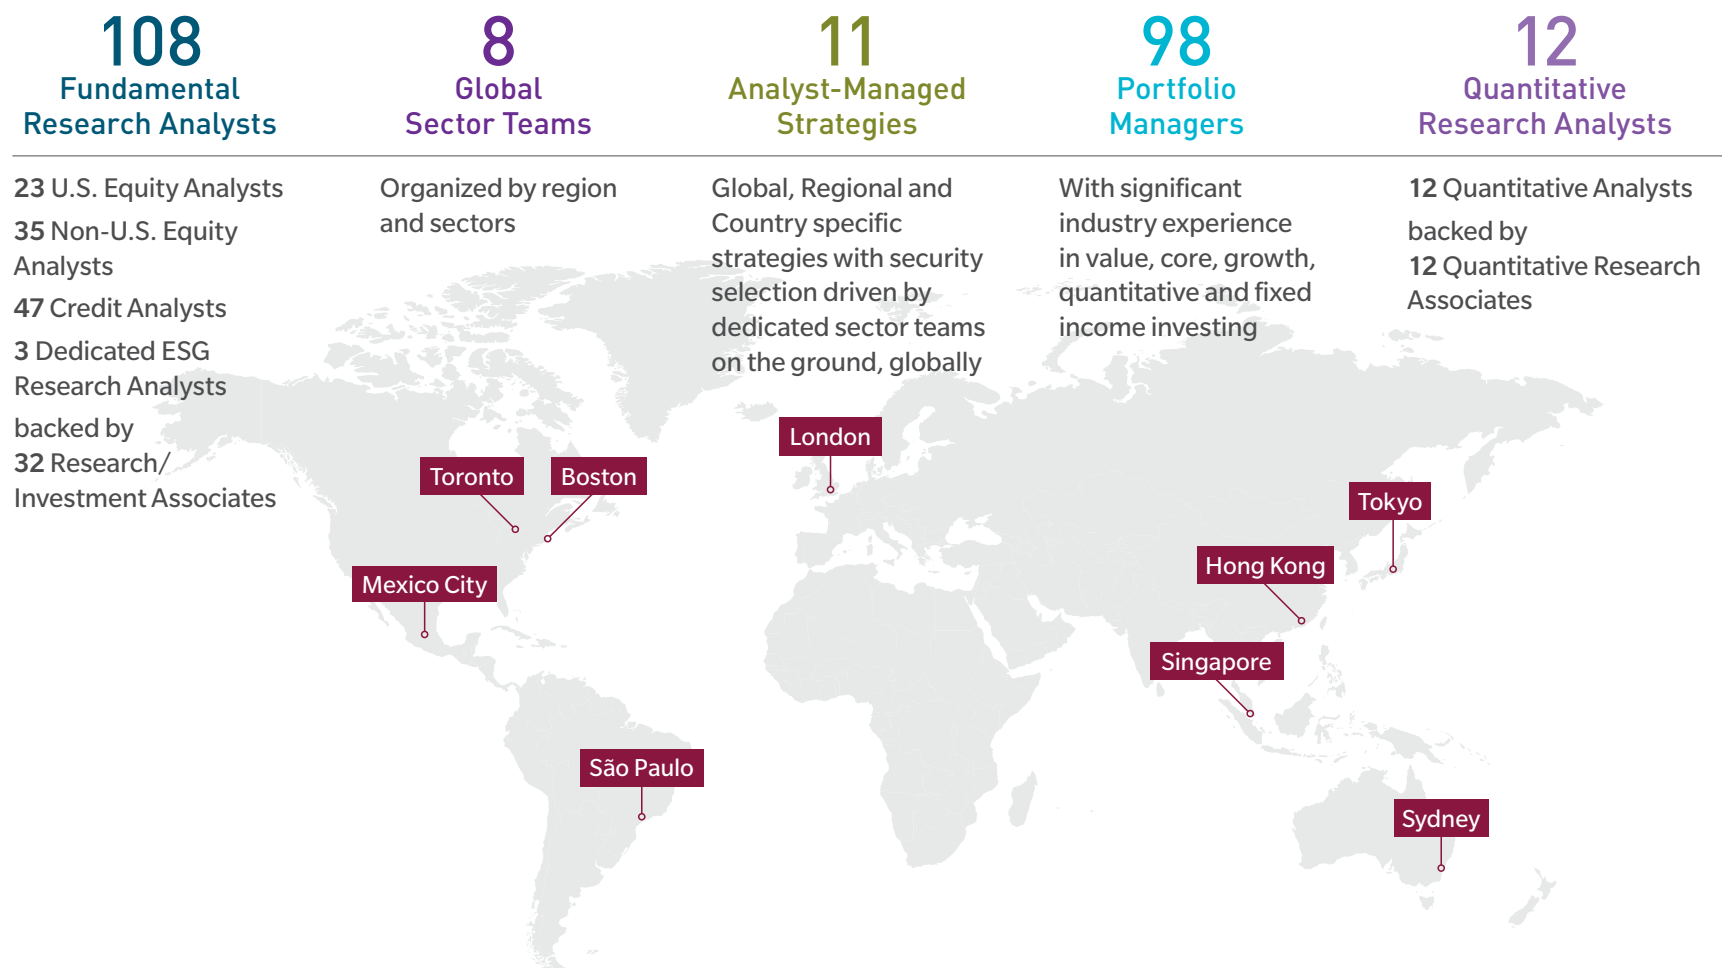 108
Fundamental
Research Analysts
23 U.S. Equity Analysts
35 Non-U.S. Equity
Analysts
47 Credit Analysts
3 Dedicated ESG
Research Analysts
backed by
32 Research/
Investment Associates
8
Global
Sector Teams
Organized by region
and sectors
11
Analyst-Managed
Strategies
Global, Regional and
Country specific
strategies with security
selection driven by
dedicated sector teams
on the ground, globally
98
Portfolio
Managers
With significant
industry experience
in value, core, growth,
quantitative and fixed
income investing
12
Quantitative
Research Analysts
12 Quantitative Analysts
backed by
12 Quantitative Research
Associates
London
Toronto
Boston
Tokyo
Hong Kong
Mexico City
Singapore
São Paulo
Sydney